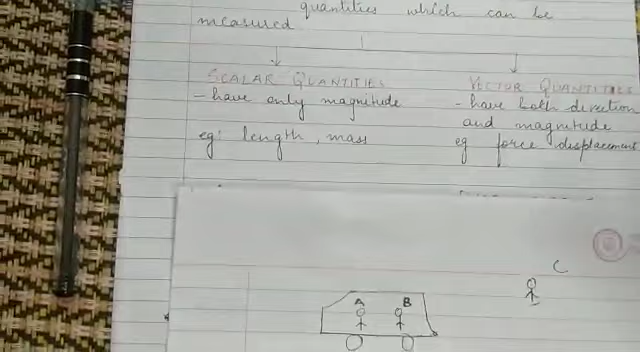 quantities which can be
measured
SCALAR QUANTITIES
- have only magnitude
eg: length, mass
VECTOR QUANTITIES
- have both direction
and magnitude
eg force displacement
C
A B